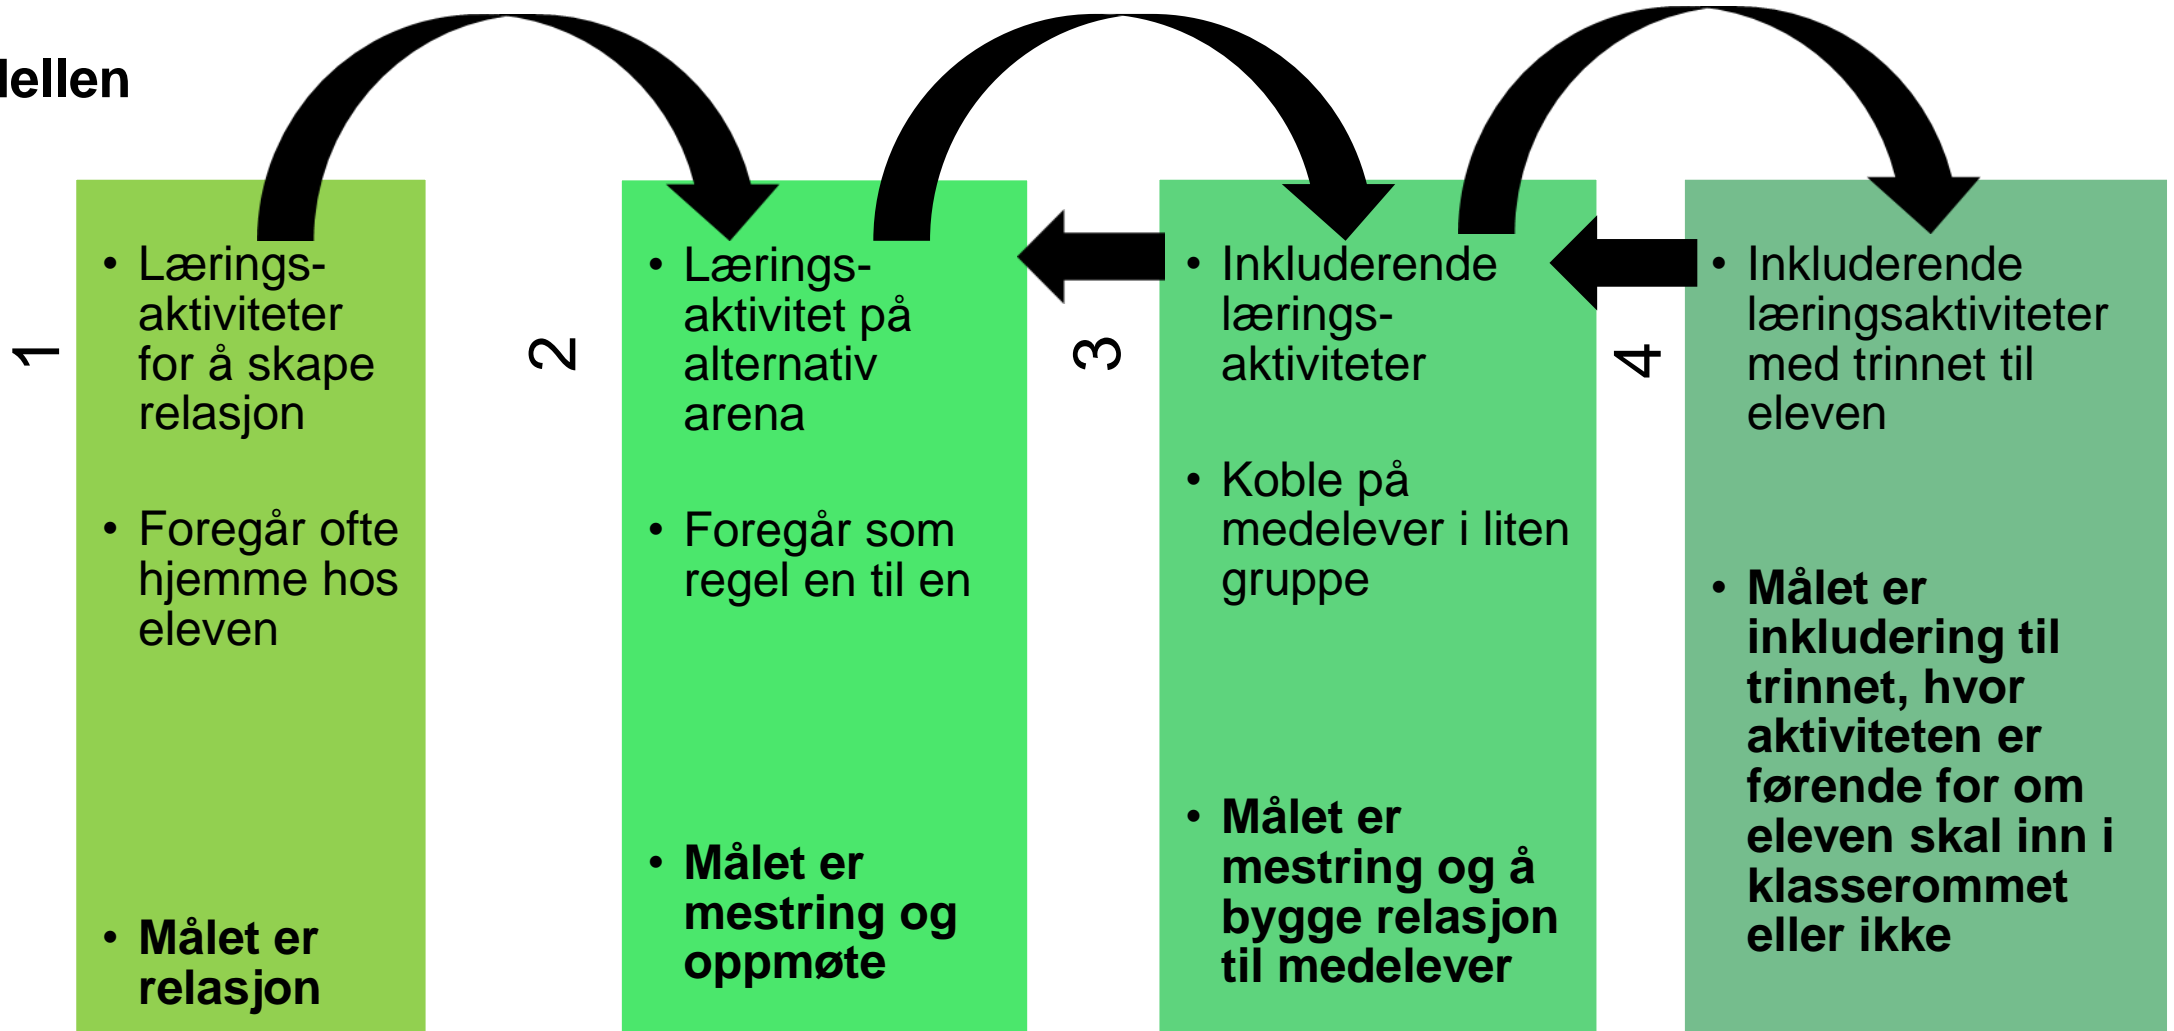 dellen
1
• Lærings-
aktiviteter
for å skape
relasjon
• Foregår ofte
hjemme hos
eleven
• Målet er
relasjon
2
• Lærings-
aktivitet på
alternativ
arena
• Foregår som
regel en til en
• Målet er
mestring og
oppmøte
3
• Inkluderende
lærings-
aktiviteter
• Koble på
medelever i liten
gruppe
• Målet er
mestring og å
bygge relasjon
til medelever
4
• Inkluderende
læringsaktiviteter
med trinnet til
eleven
• Målet er
inkludering til
trinnet, hvor
aktiviteten er
førende for om
eleven skal inn i
klasserommet
eller ikke